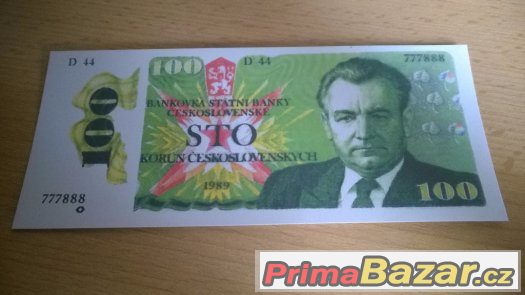 D 44
100
D 44
777888
100
BANKOVKA STÁTNÍ BANKY
ČESKOSLOVENSKÉ
STO
KORUN ČESKOSLOVENSKÝCH
1989
777888
100
PrimaBazar.cz